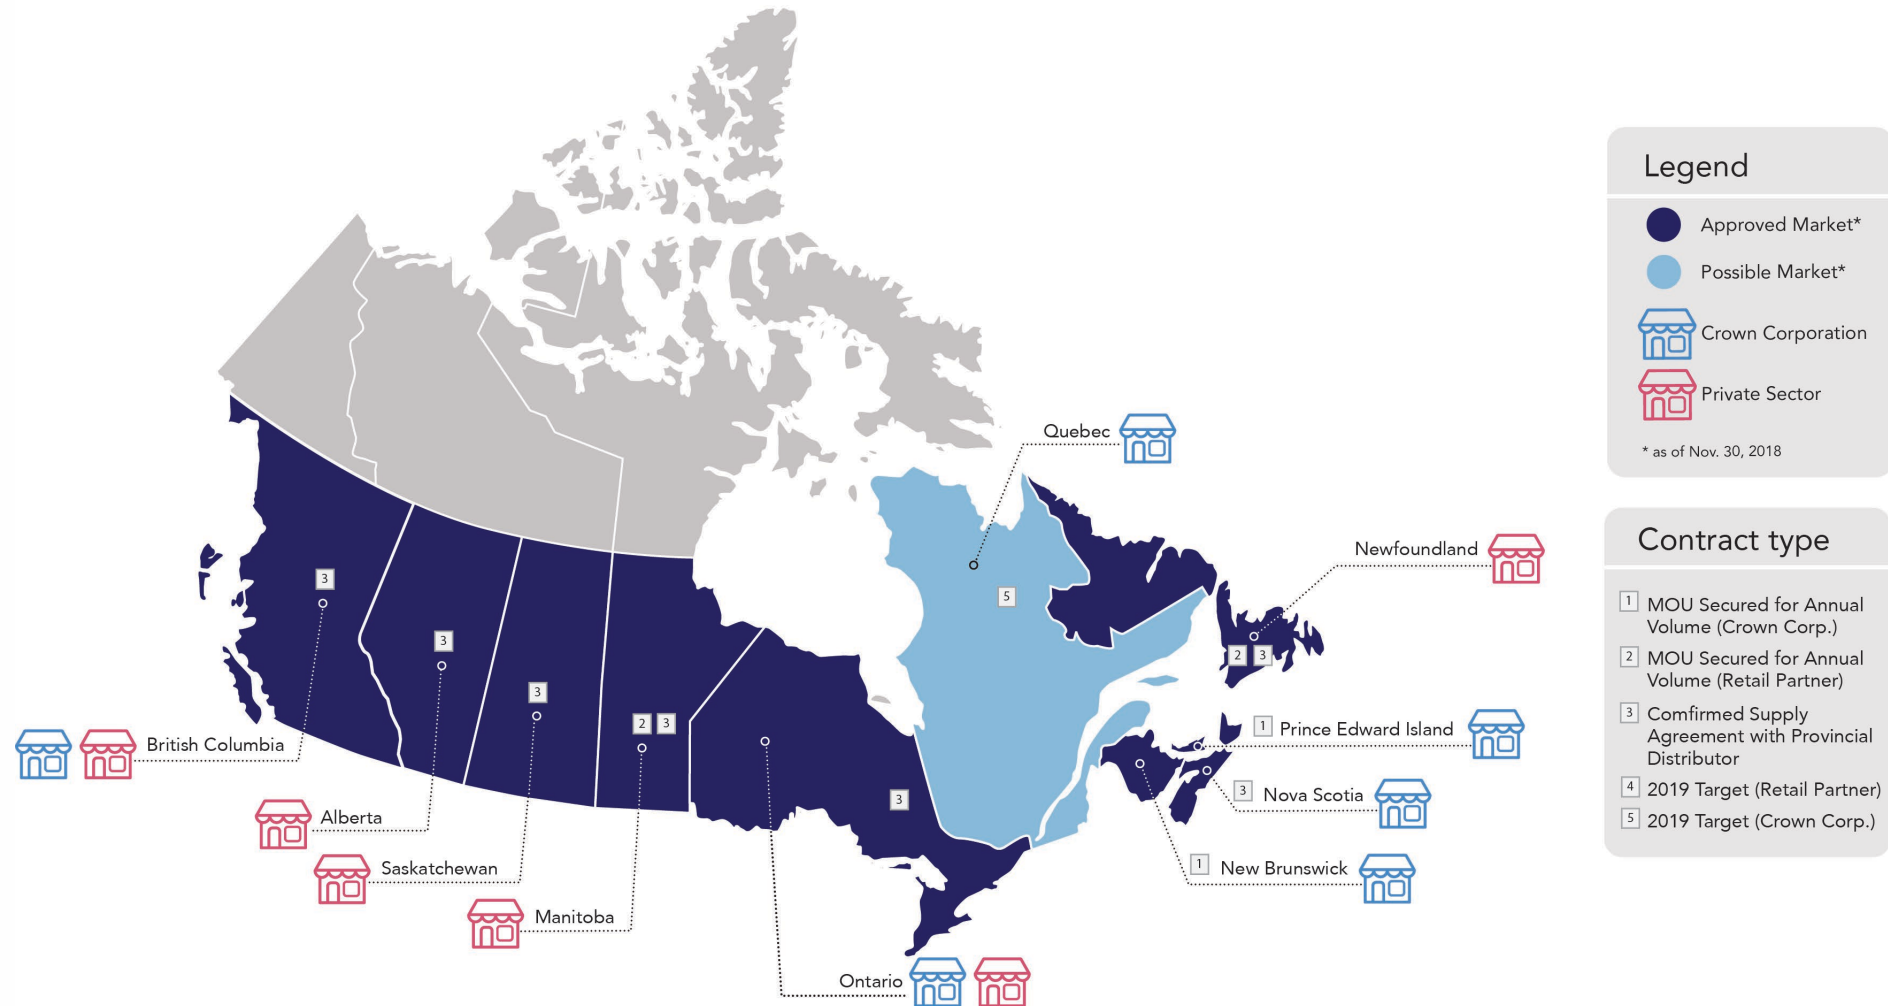 Legend
Approved Market*
Possible Market*
Crown Corporation
Private Sector
* as of Nov. 30, 2018
Contract type
1 MOU Secured for Annual
Volume (Crown Corp.)
2 MOU Secured for Annual
Volume (Retail Partner)
3 Comfirmed Supply
Agreement with Provincial
Distributor
4 2019 Target (Retail Partner)
5 2019 Target (Crown Corp.)
Quebec
5
Newfoundland
2 3
1 Prince Edward Island
3 Nova Scotia
1 New Brunswick
3
British Columbia
3
Alberta
3
Saskatchewan
2 3
Manitoba
3
Ontario